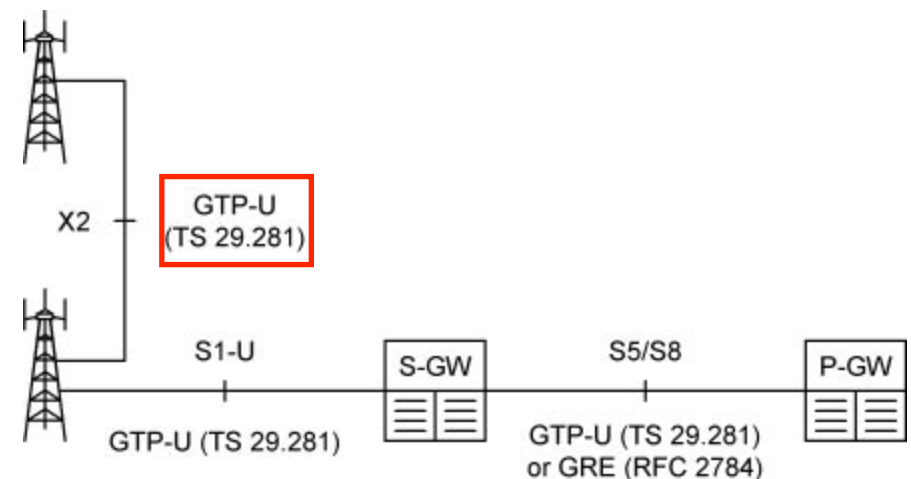 X2
GTP-U
(TS 29.281)
S1-U
S-GW
S5/S8
P-GW
GTP-U (TS 29.281)
GTP-U (TS 29.281)
or GRE (RFC 2784)